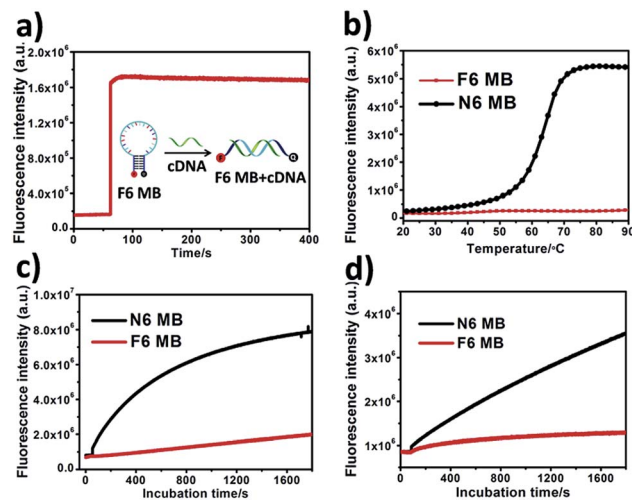 a)
Fluorescence intensity (a.u.)
2.0x10⁶
1.6x10⁶
1.2x10⁶
8.0x10⁵
4.0x10⁵
0.0
0
100
200
300
400
Time/s
F6 MB
cDNA
F
Q
F6 MB+cDNA
b)
Fluorescence intensity (a.u.)
6x10⁶
5x10⁶
4x10⁶
3x10⁶
2x10⁶
1x10⁶
0
20
30
40
50
60
70
80
90
Temperature/°C
F6 MB
N6 MB
c)
Fluorescence intensity (a.u.)
1.0x10⁷
8.0x10⁶
6.0x10⁶
4.0x10⁶
2.0x10⁶
0.0
0
400
800
1200
1600
Incubation time/s
N6 MB
F6 MB
d)
Fluorescence intensity (a.u.)
4x10⁶
3x10⁶
2x10⁶
1x10⁶
0
400
800
1200
1600
Incubation time/s
N6 MB
F6 MB